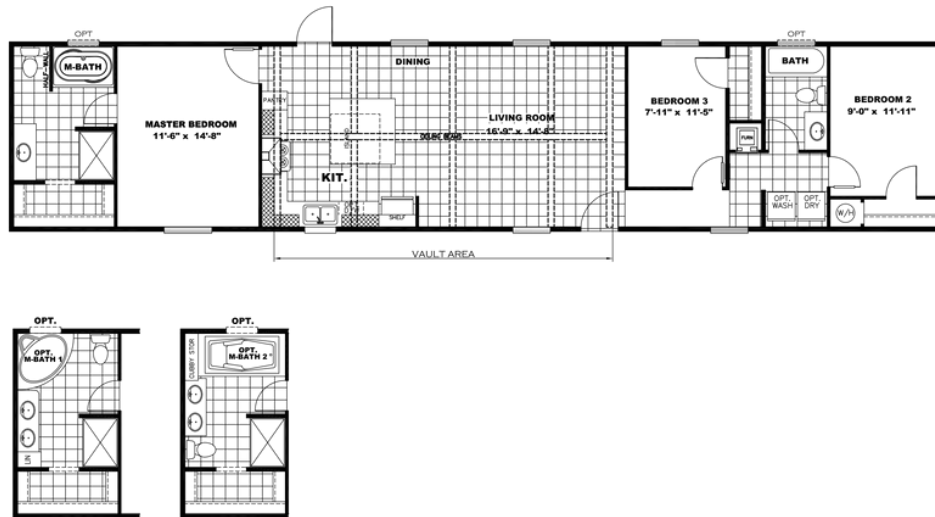 OPT
OPT
HALF-WALL
M-BATH
DINING
BATH
PANTRY
MASTER BEDROOM
11'-6" x 14'-8"
LIVING ROOM
16'-9" x 14'-8"
BEDROOM 3
7'-11" x 11'-5"
BEDROOM 2
9'-0" x 11'-11"
ISLAND
FURN
KIT.
SHELF
OPT.
WASH
OPT.
DRY
W/H
VAULT AREA
OPT.
OPT.
M-BATH 1
LIN
OPT.
CUBBY STOR
OPT.
M-BATH 2